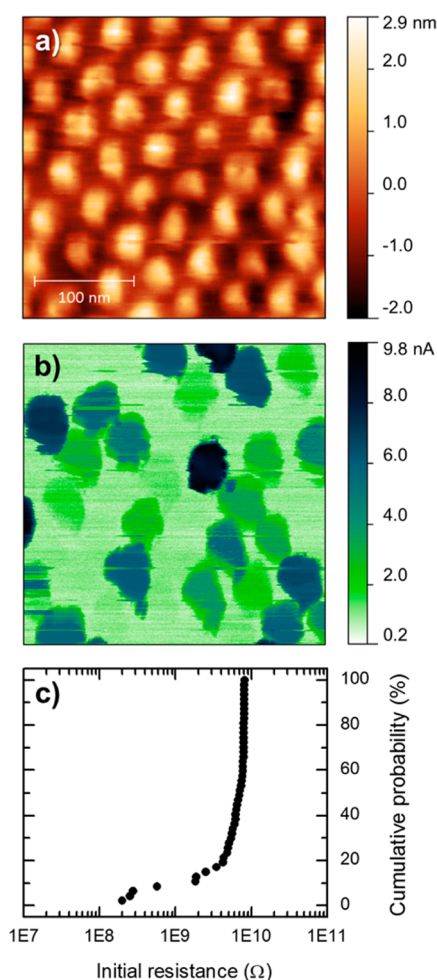 a)
2.9 nm
2.0
1.0
0.0
-1.0
-2.0
100 nm
b)
9.8 nA
8.0
6.0
4.0
2.0
0.2
c)
100
80
60
40
20
0
Cumulative probability (%)
1E7 1E8 1E9 1E10 1E11
Initial resistance (Ω)